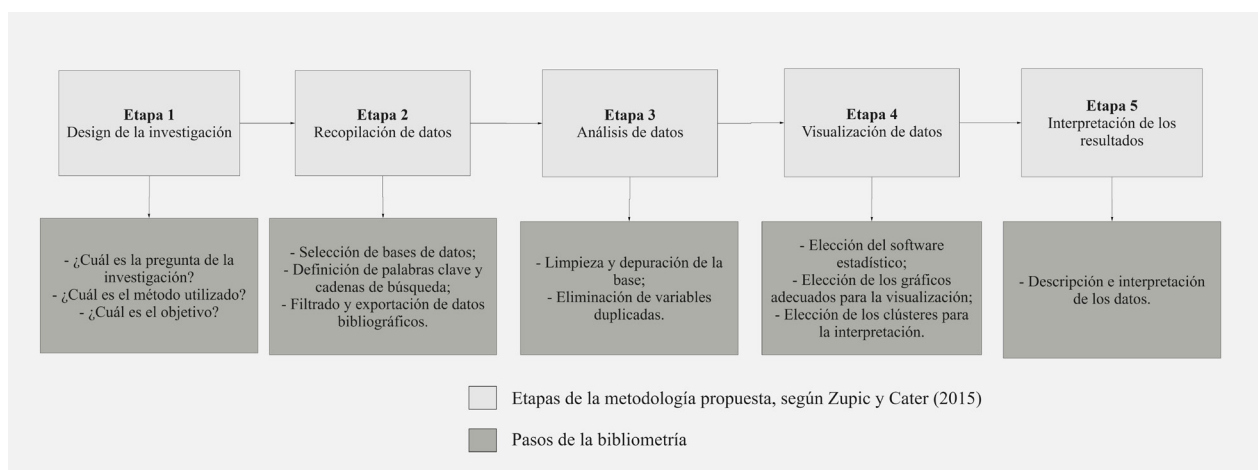 Etapa 1
Design de la investigación
Etapa 2
Recopilación de datos
Etapa 3
Análisis de datos
Etapa 4
Visualización de datos
Etapa 5
Interpretación de los
resultados
- ¿Cuál es la pregunta de la
investigación?
- ¿Cuál es el método utilizado?
- ¿Cuál es el objetivo?
- Selección de bases de datos;
- Definición de palabras clave y
cadenas de búsqueda;
- Filtrado y exportación de datos
bibliográficos.
- Limpieza y depuración de la
base;
- Eliminación de variables
duplicadas.
- Elección del software
estadístico;
- Elección de los gráficos
adecuados para la visualización;
- Elección de los clústeres para
la interpretación.
- Descripción e interpretación
de los datos.
Etapas de la metodología propuesta, según Zupic y Cater (2015)
Pasos de la bibliometría